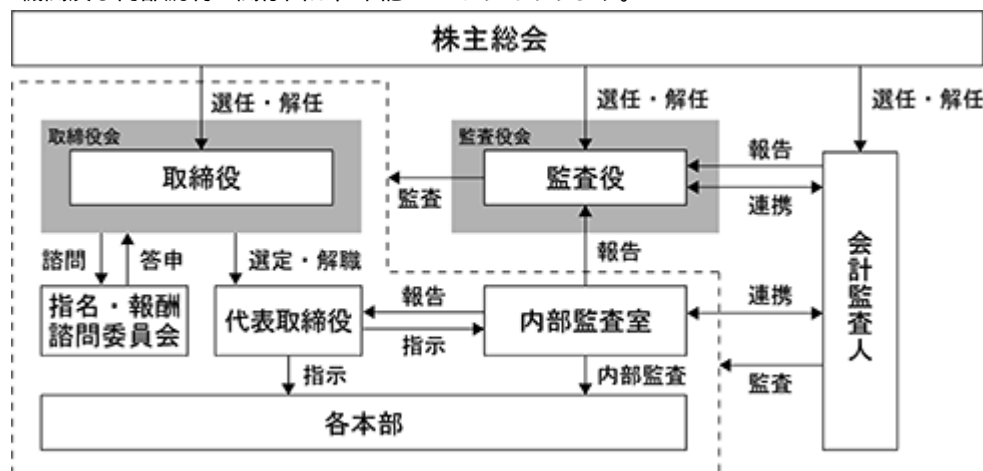 株主総会
選任・解任
選任・解任
選任・解任
取締役会
取締役
監査役会
監査役
報告
連携
監査
会計監査人
諮問
答申
選定・解職
報告
指名・報酬
諮問委員会
代表取締役
報告
指示
内部監査室
連携
監査
指示
内部監査
各本部